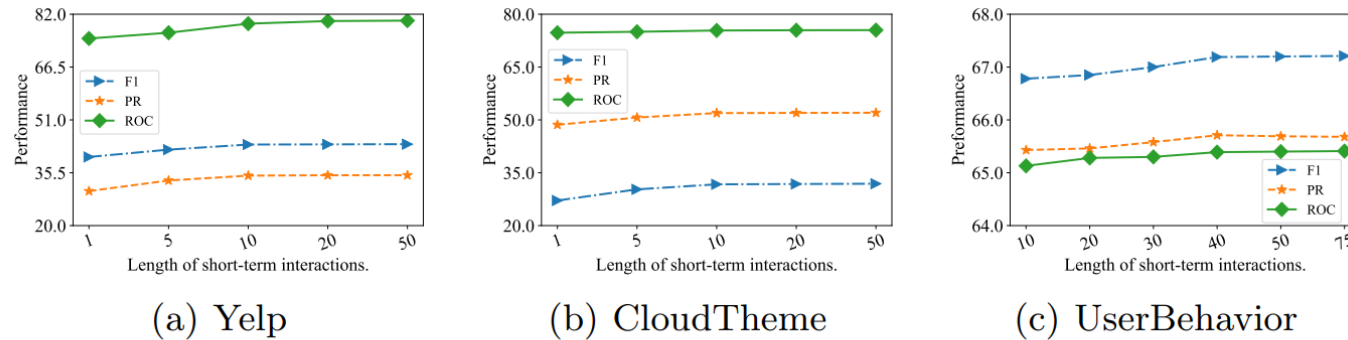 82.0
66.5
51.0
35.5
20.0
Performance
F1
PR
ROC
1 5 10 20 50
Length of short-term interactions.
(a) Yelp
80.0
65.0
50.0
35.0
20.0
Performance
F1
PR
ROC
1 5 10 20 50
Length of short-term interactions.
(b) CloudTheme
68.0
67.0
66.0
65.0
64.0
Preformance
F1
PR
ROC
10 20 30 40 50 75
Length of short-term interactions.
(c) UserBehavior